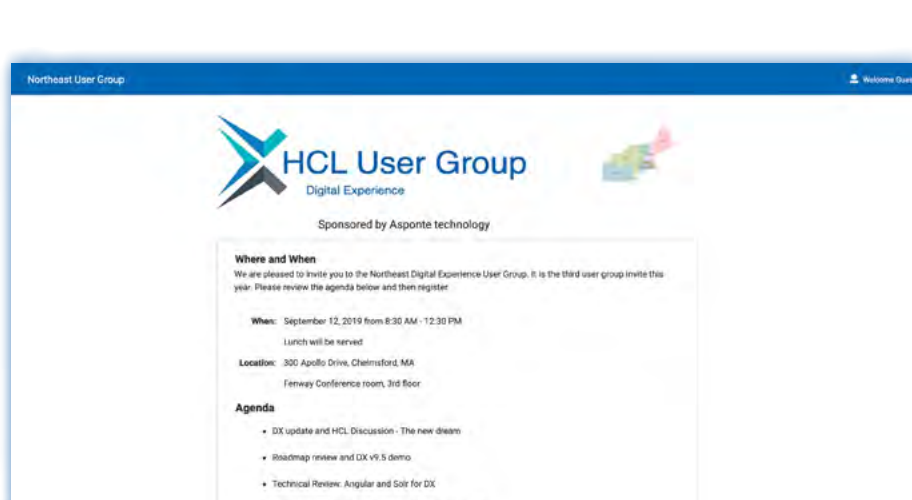 Northeast User Group
Welcome Gues
HCL User Group
Digital Experience
Sponsored by Asponte technology
Where and When
We are pleased to invite you to the Northeast Digital Experience User Group. It is the third user group invite this
year. Please review the agenda below and then register.
When: September 12, 2019 from 8:30 AM - 12:30 PM
Lunch will be served
Location: 300 Apollo Drive, Chelmsford, MA
Fenway Conference room, 3rd floor
Agenda
• DX update and HCL Discussion - The new dream
• Roadmap review and DX v9.5 demo
• Technical Review: Angular and Solr for DX